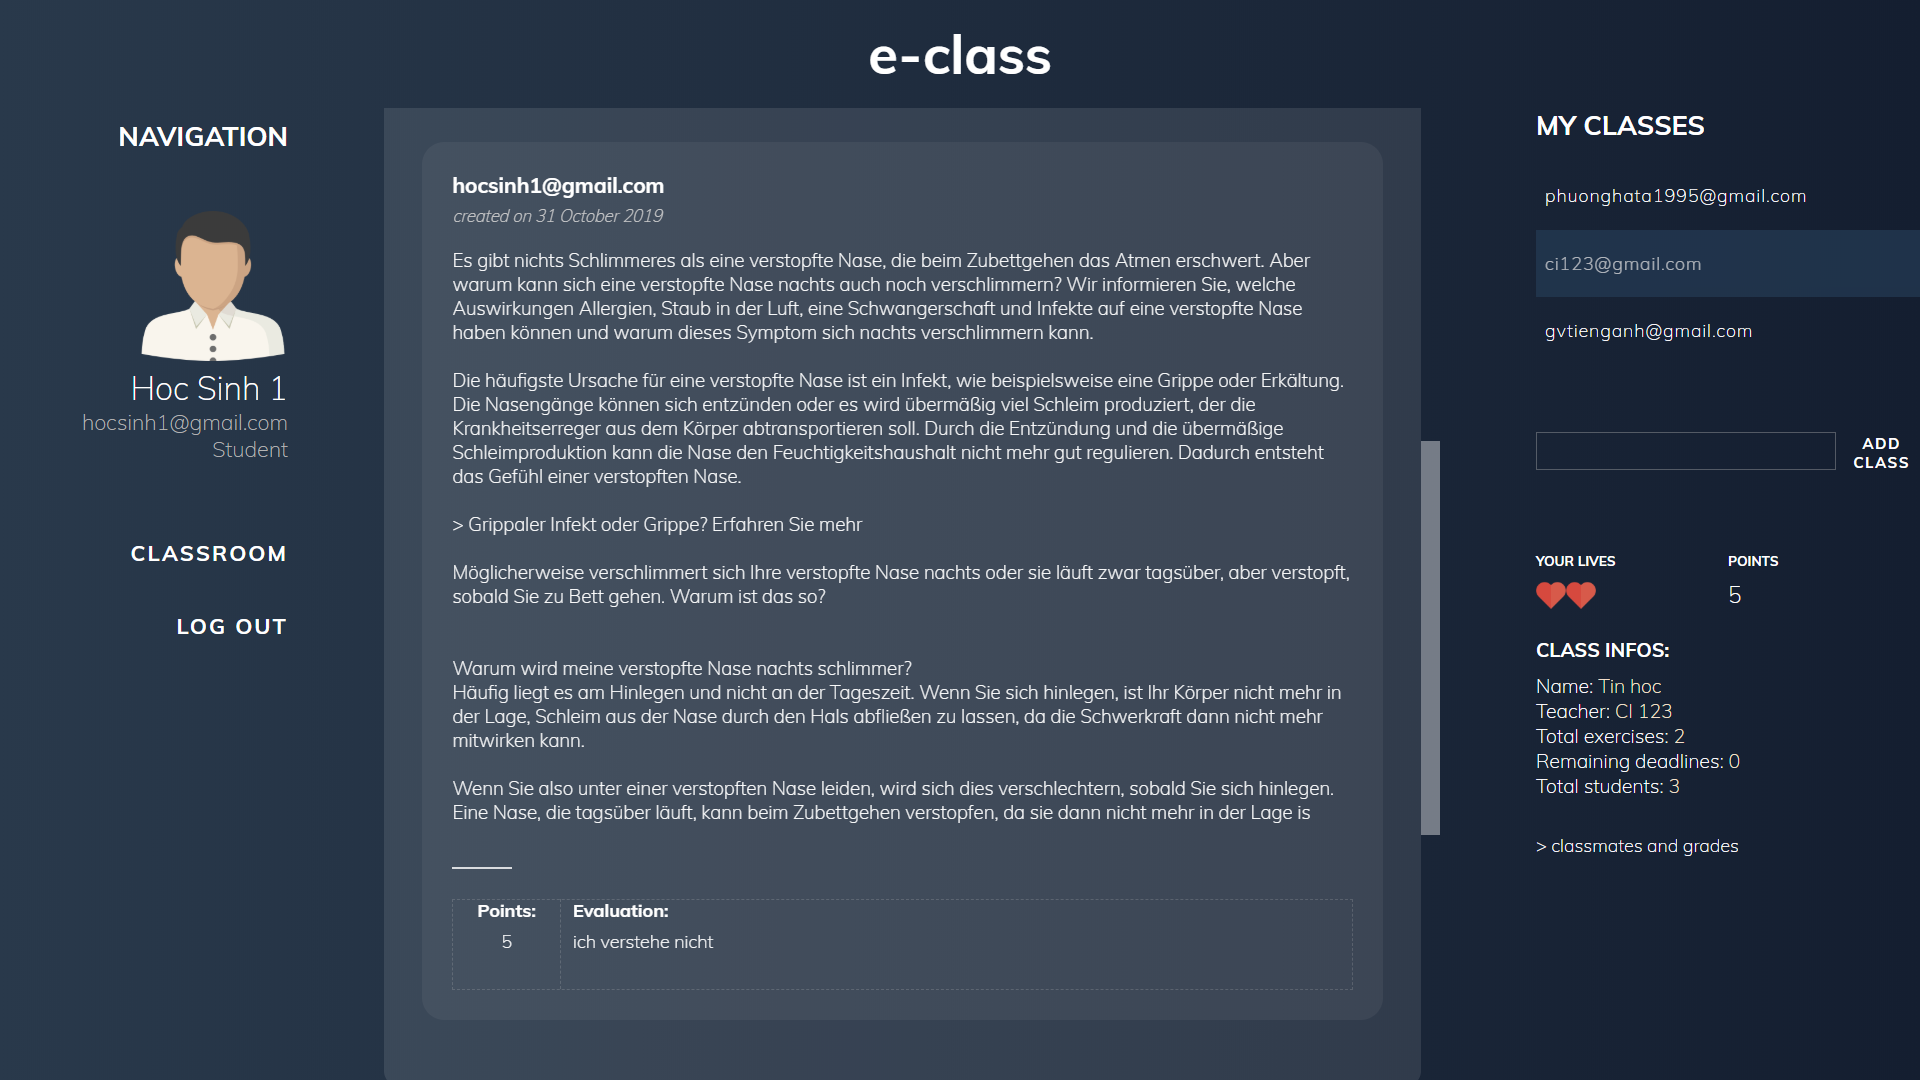 e-class
NAVIGATION
Hoc Sinh 1
hocsinh1@gmail.com
Student
CLASSROOM
LOG OUT
hocsinh1@gmail.com
created on 31 October 2019
Es gibt nichts Schlimmeres als eine verstopfte Nase, die beim Zubettgehen das Atmen erschwert. Aber
warum kann sich eine verstopfte Nase nachts auch noch verschlimmern? Wir informieren Sie, welche
Auswirkungen Allergien, Staub in der Luft, eine Schwangerschaft und Infekte auf eine verstopfte Nase
haben können und warum dieses Symptom sich nachts verschlimmern kann.
Die häufigste Ursache für eine verstopfte Nase ist ein Infekt, wie beispielsweise eine Grippe oder Erkältung.
Die Nasengänge können sich entzünden oder es wird übermäßig viel Schleim produziert, der die
Krankheitserreger aus dem Körper abtransportieren soll. Durch die Entzündung und die übermäßige
Schleimproduktion kann die Nase den Feuchtigkeitshaushalt nicht mehr gut regulieren. Dadurch entsteht
das Gefühl einer verstopften Nase.
> Grippaler Infekt oder Grippe? Erfahren Sie mehr
Möglicherweise verschlimmert sich Ihre verstopfte Nase nachts oder sie läuft zwar tagsüber, aber verstopft,
sobald Sie zu Bett gehen. Warum ist das so?
Warum wird meine verstopfte Nase nachts schlimmer?
Häufig liegt es am Hinlegen und nicht an der Tageszeit. Wenn Sie sich hinlegen, ist Ihr Körper nicht mehr in
der Lage, Schleim aus der Nase durch den Hals abfließen zu lassen, da die Schwerkraft dann nicht mehr
mitwirken kann.
Wenn Sie also unter einer verstopften Nase leiden, wird sich dies verschlechtern, sobald Sie sich hinlegen.
Eine Nase, die tagsüber läuft, kann beim Zubettgehen verstopfen, da sie dann nicht mehr in der Lage is
Points:
5
Evaluation:
ich verstehe nicht
MY CLASSES
phuonghata1995@gmail.com
ci123@gmail.com
gvtienganh@gmail.com
ADD
CLASS
YOUR LIVES
POINTS
5
CLASS INFOS:
Name: Tin hoc
Teacher: CI 123
Total exercises: 2
Remaining deadlines: 0
Total students: 3
> classmates and grades